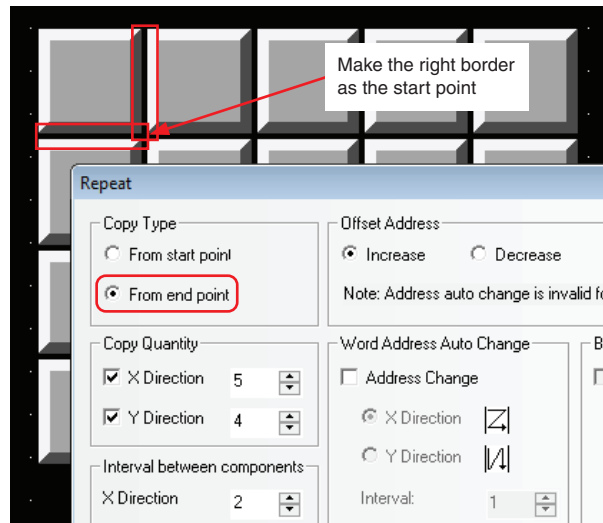 Make the right border
as the start point
Repeat
Copy Type
From start point
From end point
Offset Address
Increase
Decrease
Note: Address auto change is invalid
Copy Quantity
X Direction 5
Y Direction 4
Word Address Auto Change
Address Change
X Direction
Y Direction
Interval: 1
B
Interval between components
X Direction 2